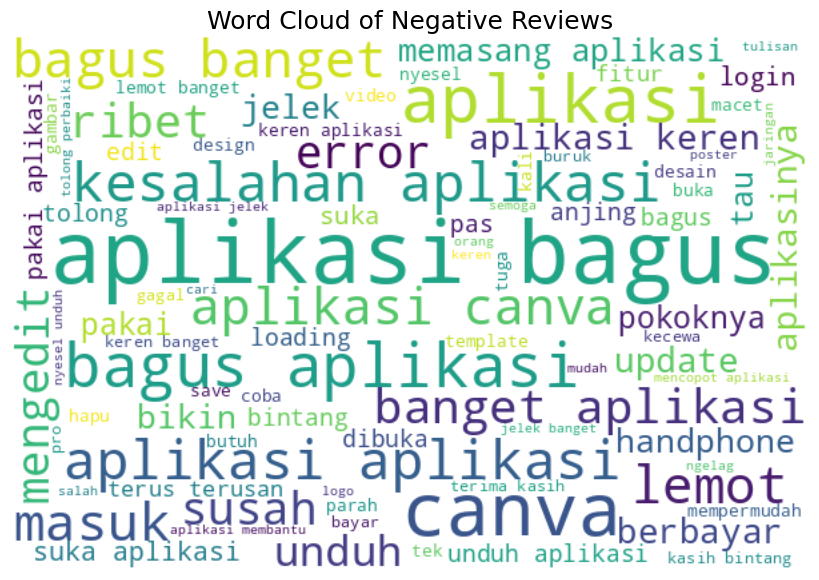 Word Cloud of Negative Reviews
bagus banget
memasang aplikasi
tulisan
nyesel
fitur
login
lemot banget
video
aplikasi
macet
gambar
tolong perbaiki
pakai aplikasi
ribet
jelek
keren aplikasi
aplikasi keren
jaringan
edit
design
error
kali
buruk
poster
desain
kesalahan aplikasi
buka
tau
aplikasinya
tolong
aplikasi jelek
suka
pas
semoga
anjing
bagus
aplikasi bagus
orang
keren
tuga
gagal
cari
aplikasi canva
pakai
pokoknya
mengedit
nyesel unduh
keren banget
loading
template
kecewa
bagus aplikasi
mudah
update
mencopot aplikasi
save
coba
banget aplikasi
hapu
bikin
bintang
pro
butuh
dibuka
jelek banget
handphone
aplikasi aplikasi
ngelag
lemot
salah
terus terusan
logo
terima kasih
masuk
susah
parah
canva
mempermudah
bayar
berbayar
aplikasi membantu
suka aplikasi
unduh
tek
unduh aplikasi
kasih bintang